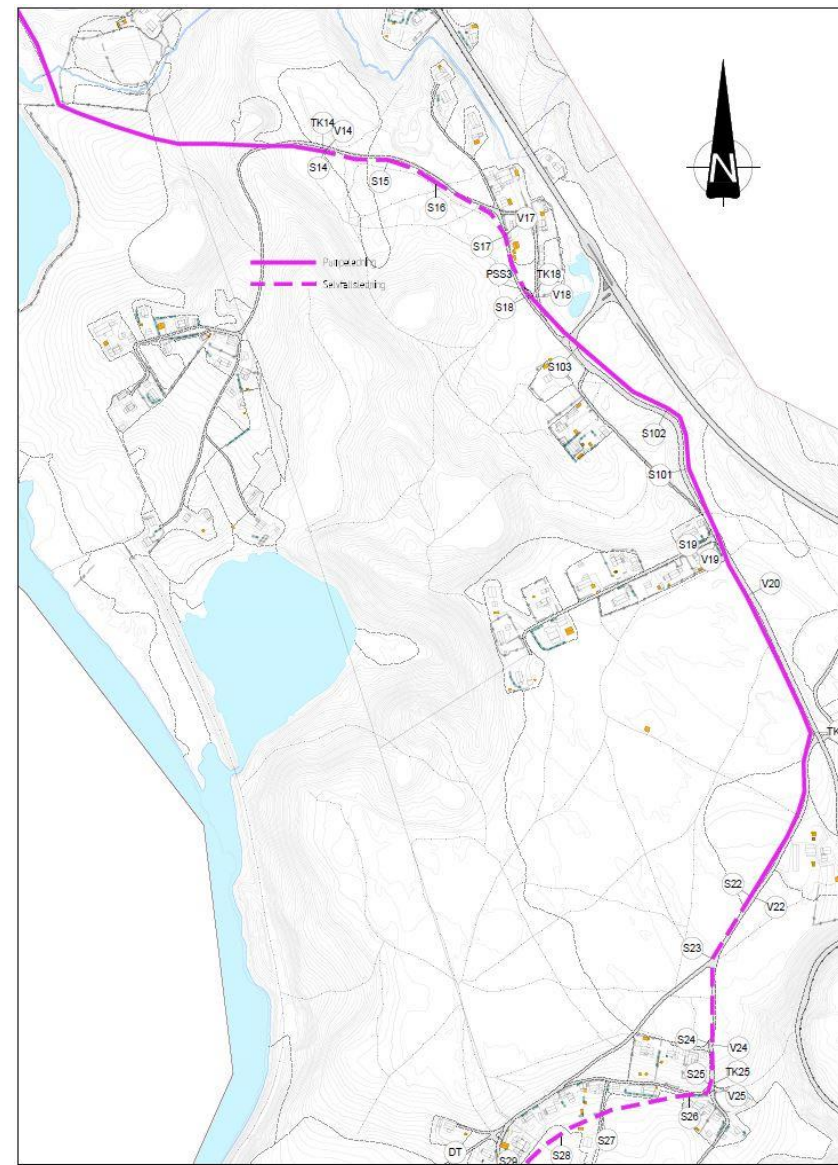 TK14
V14
S14
S15
S16
N
V17
S17
PSS3
TK18
V18
S18
Pumpeledning
Selvfallsledning
S103
S102
S101
S19
V19
V20
TK
S22
V22
S23
S24
V24
S25
TK25
V25
S26
S27
S28
S29
DT